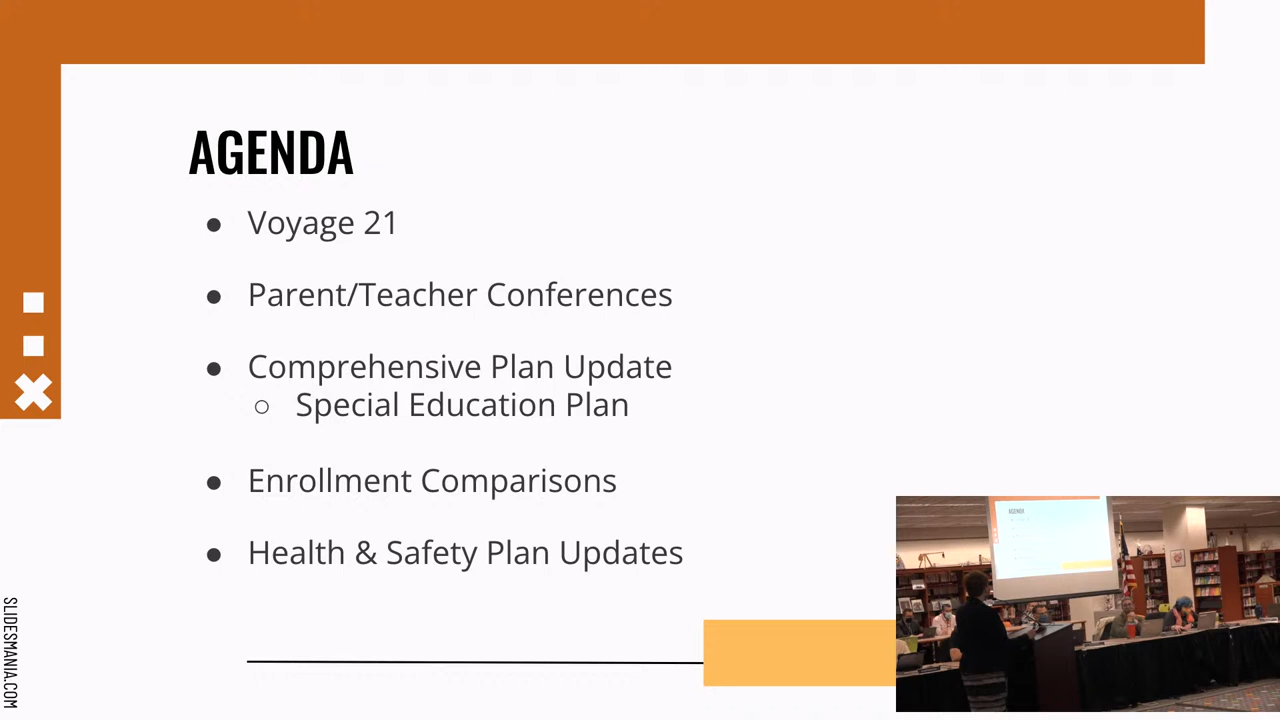 AGENDA
● Voyage 21
● Parent/Teacher Conferences
● Comprehensive Plan Update
○ Special Education Plan
● Enrollment Comparisons
● Health & Safety Plan Updates
SLIDESMANIA.COM
AGENDA